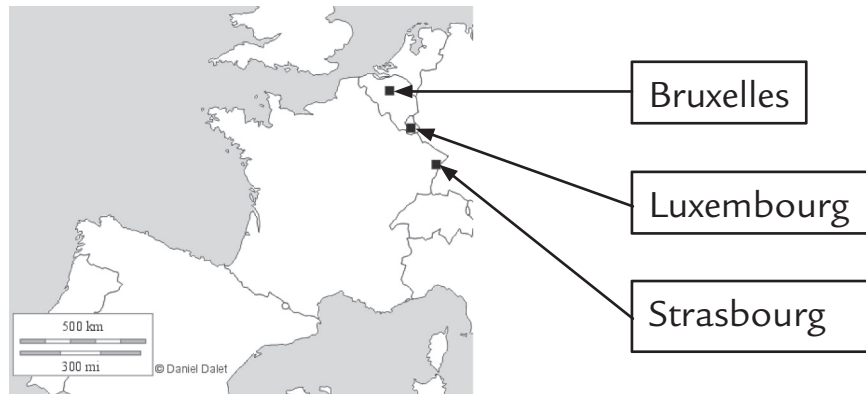 Bruxelles
Luxembourg
Strasbourg
500 km
300 mi
© Daniel Dalet